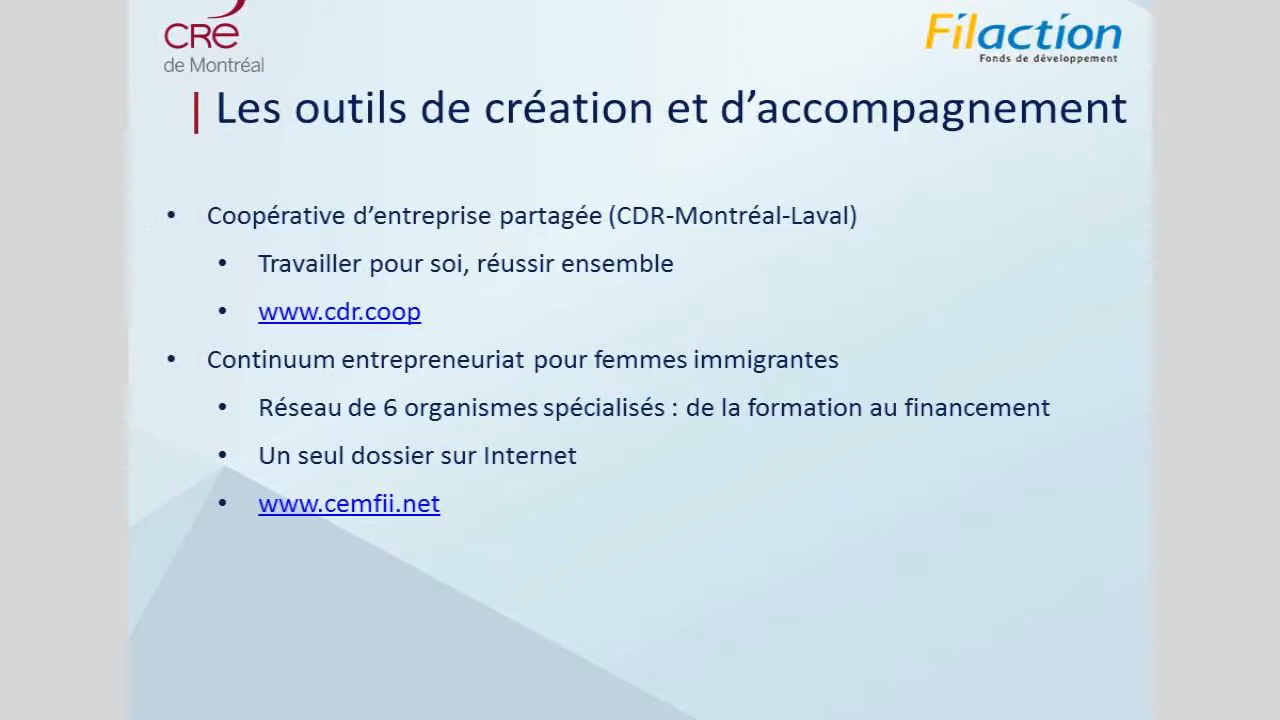 CRé
de Montréal
Filaction
Fonds de développement
| Les outils de création et d’accompagnement
• Coopérative d’entreprise partagée (CDR-Montréal-Laval)
• Travailler pour soi, réussir ensemble
• www.cdr.coop
• Continuum entrepreneuriat pour femmes immigrantes
• Réseau de 6 organismes spécialisés : de la formation au financement
• Un seul dossier sur Internet
• www.cemfii.net